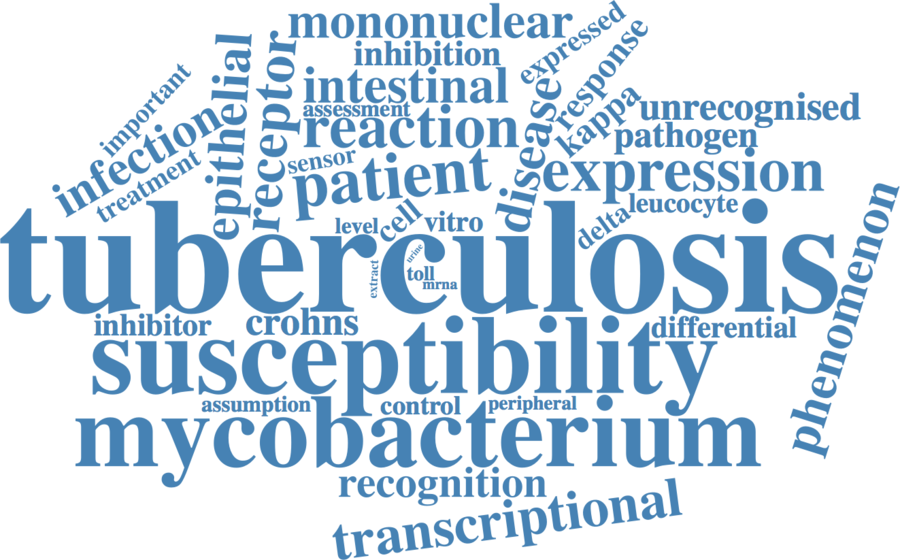 mononuclear
expressed
inhibition
response
important
epithelial
receptor
intestinal
assessment
disease
kappa
unrecognised
infection
reaction
pathogen
treatment
sensor
patient
expression
level
cell
vitro
delta
leucocyte
phenomenon
tuberculosis
extract
urine
toll
mrna
inhibitor
crohns
differential
susceptibility
assumption
control
peripheral
mycobacterium
recognition
transcriptional